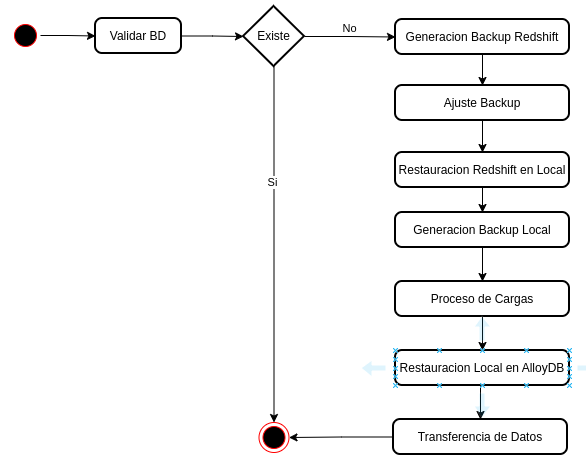 Validar BD
Existe
No
Generacion Backup Redshift
Ajuste Backup
Restauracion Redshift en Local
Si
Generacion Backup Local
Proceso de Cargas
Restauracion Local en AlloyDB
Transferencia de Datos